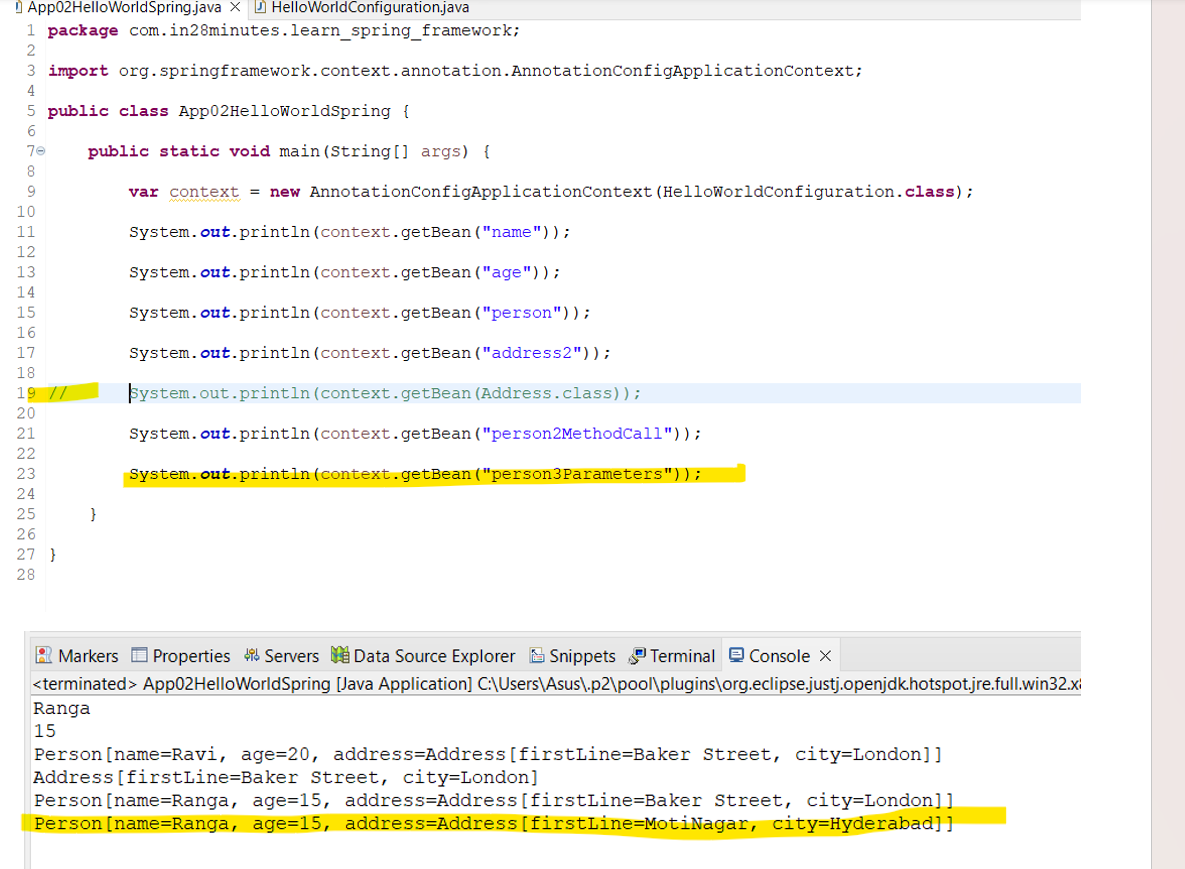 App02HelloWorldSpring.java HelloWorldConfiguration.java
1 package com.in28minutes.learn_spring_framework;
2
3 import org.springframework.context.annotation.AnnotationConfigApplicationContext;
4
5 public class App02HelloWorldSpring {
6
7 public static void main(String[] args) {
8
9 var context = new AnnotationConfigApplicationContext(HelloWorldConfiguration.class);
10
11 System.out.println(context.getBean("name"));
12
13 System.out.println(context.getBean("age"));
14
15 System.out.println(context.getBean("person"));
16
17 System.out.println(context.getBean("address2"));
18
19 // System.out.println(context.getBean(Address.class));
20
21 System.out.println(context.getBean("person2MethodCall"));
22
23 System.out.println(context.getBean("person3Parameters"));
24
25 }
26
27 }
28
Markers Properties Servers Data Source Explorer Snippets Terminal Console
<terminated> App02HelloWorldSpring [Java Application] C:\Users\Asus\.p2\pool\plugins\org.eclipse.justj.openjdk.hotspot.jre.full.win32.x8
Ranga
15
Person[name=Ravi, age=20, address=Address[firstLine=Baker Street, city=London]]
Address[firstLine=Baker Street, city=London]
Person[name=Ranga, age=15, address=Address[firstLine=Baker Street, city=London]]
Person[name=Ranga, age=15, address=Address[firstLine=MotiNagar, city=Hyderabad]]